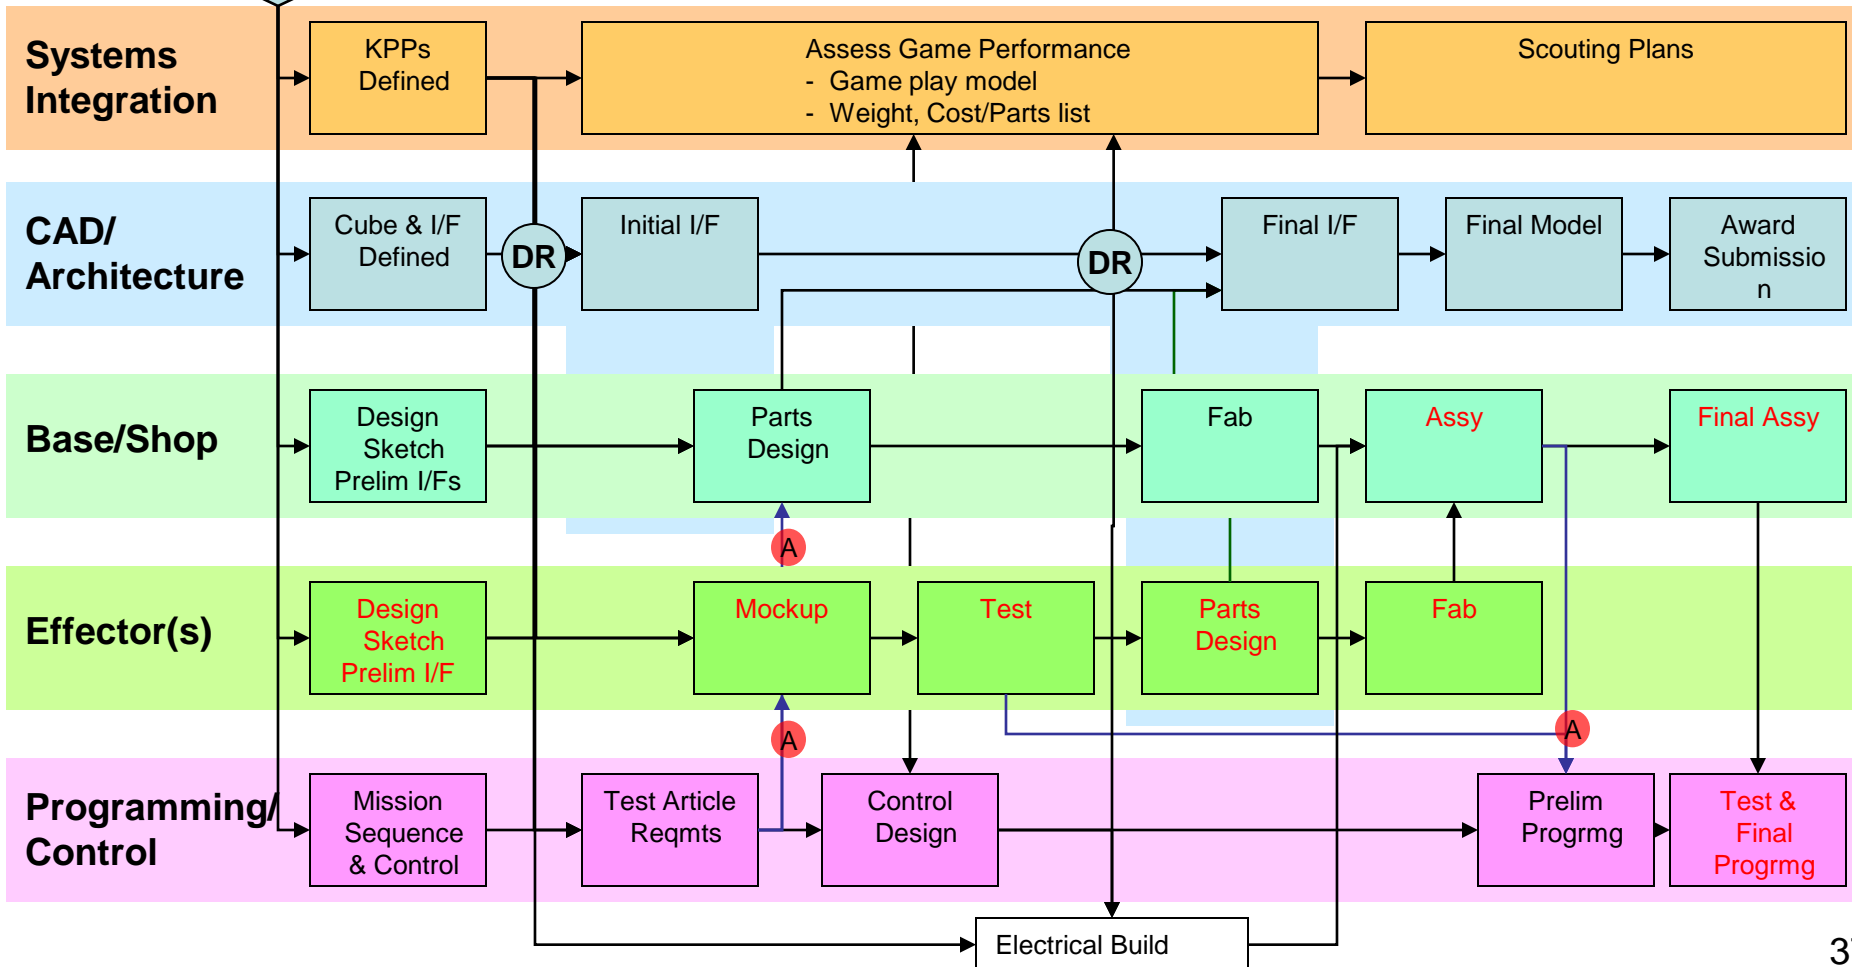 Systems
Integration
KPPs
Defined
Assess Game Performance
- Game play model
- Weight, Cost/Parts list
Scouting Plans
CAD/
Architecture
Cube & I/F
Defined
DR
Initial I/F
DR
Final I/F
Final Model
Award
Submissio
n
Base/Shop
Design
Sketch
Prelim I/Fs
Parts
Design
Fab
Assy
Final Assy
A
Effector(s)
Design
Sketch
Prelim I/F
Mockup
Test
Parts
Design
Fab
A
A
Programming/
Control
Mission
Sequence
& Control
Test Article
Reqmts
Control
Design
Prelim
Progrmg
Test &
Final
Progrmg
Electrical Build